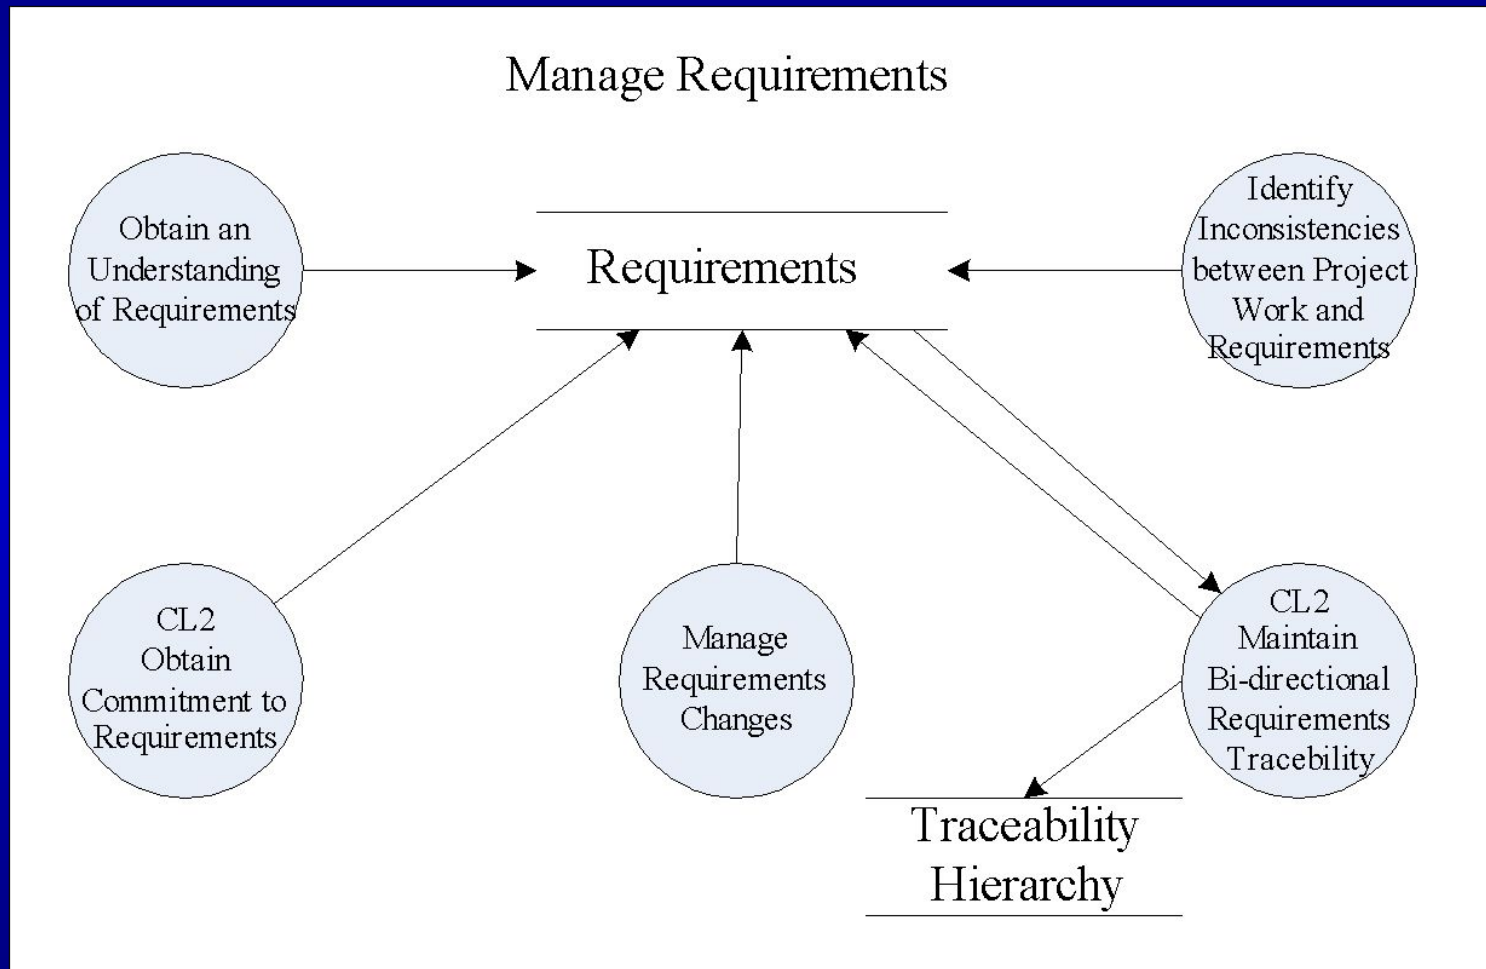 Manage Requirements
Obtain an
Understanding
of Requirements
Requirements
Identify
Inconsistencies
between Project
Work and
Requirements
CL2
Obtain
Commitment to
Requirements
Manage
Requirements
Changes
CL2
Maintain
Bi-directional
Requirements
Tracebility
Traceability
Hierarchy